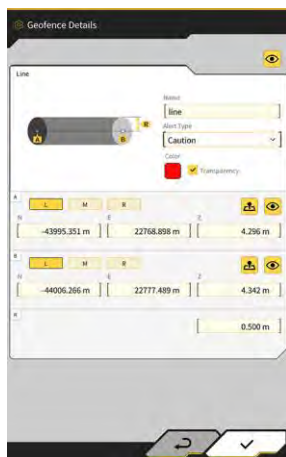 Geofence Details
Line
Name
line
Alert Type
Caution
Color
Transparency
R
A
B
A
L M R
N E Z
-43995.351 m 22768.898 m 4.296 m
B
L M R
N E Z
-44006.266 m 22777.489 m 4.342 m
R
0.500 m